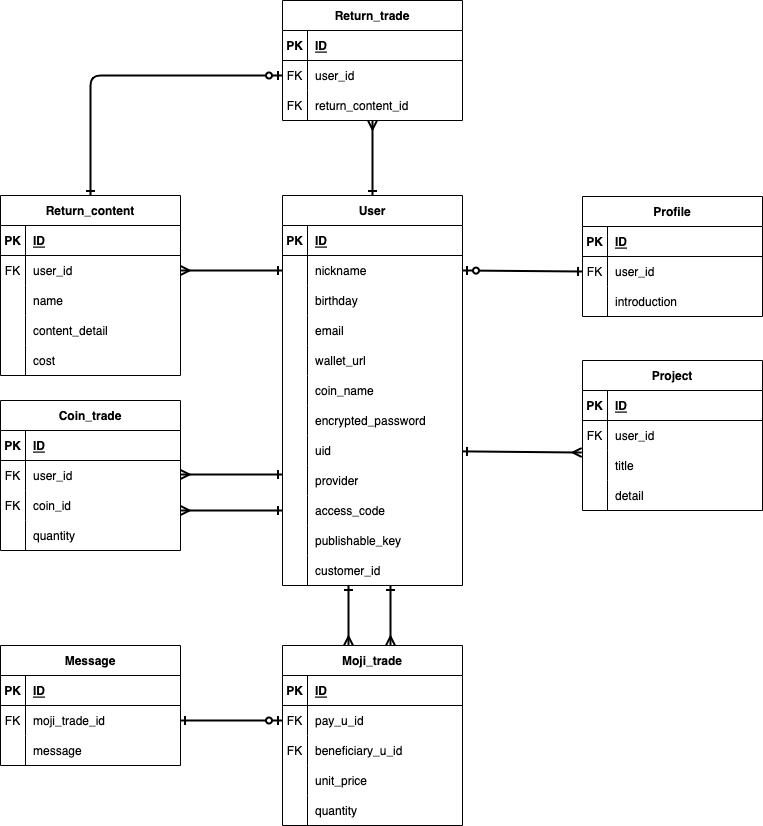 Return_trade
PK ID
FK user_id
FK return_content_id
Return_content
PK ID
FK user_id
name
content_detail
cost
User
PK ID
nickname
birthday
email
wallet_url
coin_name
encrypted_password
uid
provider
access_code
publishable_key
customer_id
Profile
PK ID
FK user_id
introduction
Project
PK ID
FK user_id
title
detail
Coin_trade
PK ID
FK user_id
FK coin_id
quantity
Message
PK ID
FK moji_trade_id
message
Moji_trade
PK ID
FK pay_u_id
FK beneficiary_u_id
unit_price
quantity